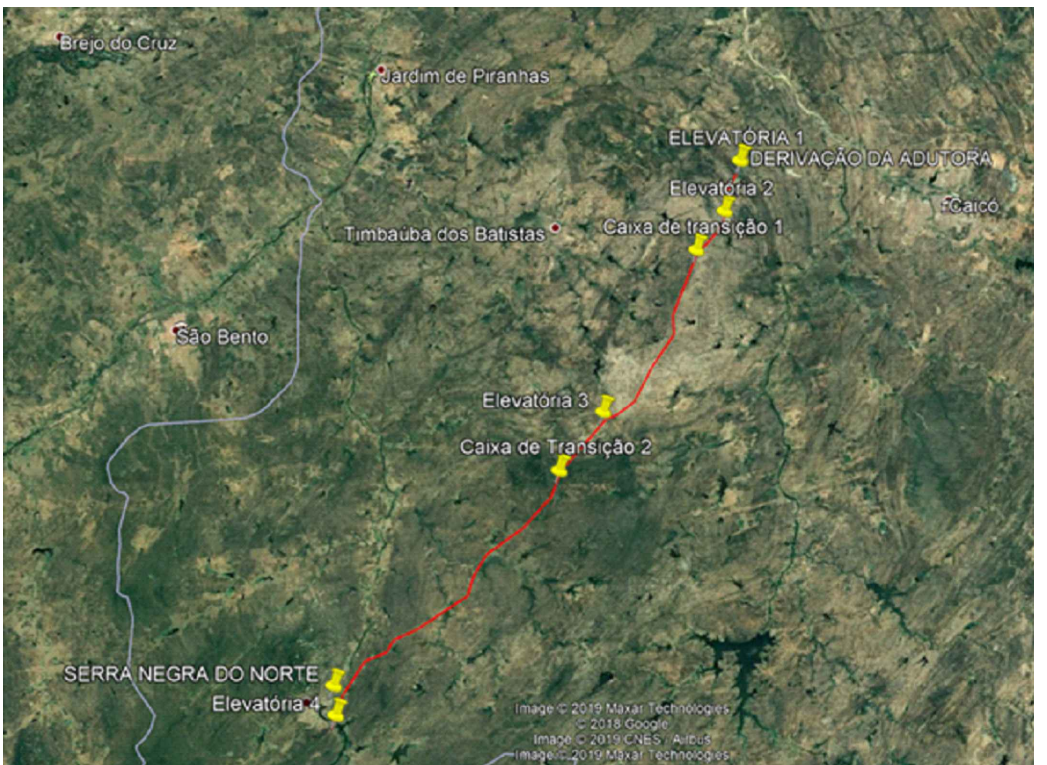 Brejo do Cruz
Jardim de Piranhas
ELEVATÓRIA 1
DERIVAÇÃO DA ADUTORA
Elevatória 2
Caicó
Caixa de transição 1
Timbaúba dos Batistas
São Bento
Elevatória 3
Caixa de Transição 2
SERRA NEGRA DO NORTE
Elevatória 4
Image © 2019 Maxar Technologies
© 2018 Google
Image © 2019 CNES / Airbus
Image © 2019 Maxar Technologies